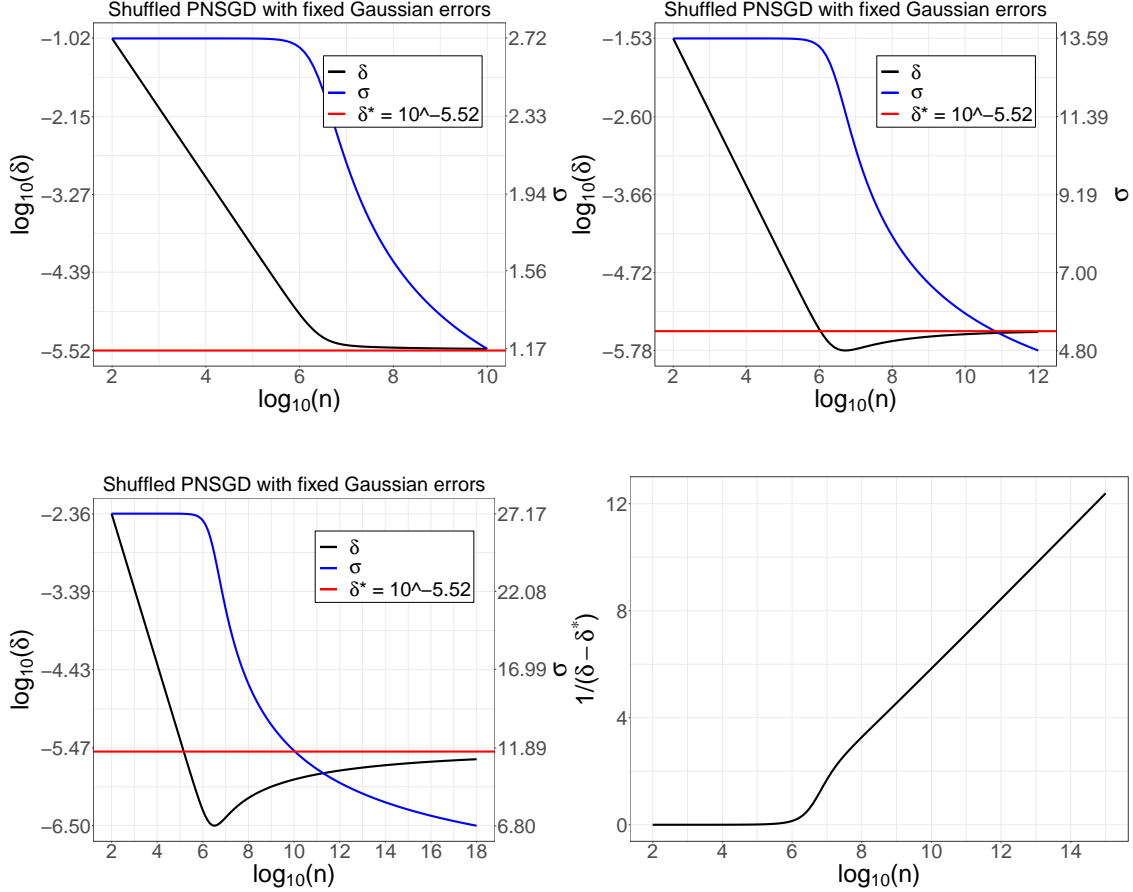 Shuffled PNSGD with fixed Gaussian errors
log₁₀(δ)
−1.02
−2.15
−3.27
−4.39
−5.52
2.72
2.33
1.94
1.56
1.17
σ
δ
σ
δ* = 10^−5.52
2 4 6 8 10
log₁₀(n)
Shuffled PNSGD with fixed Gaussian errors
log₁₀(δ)
−1.53
−2.60
−3.66
−4.72
−5.78
13.59
11.39
9.19
7.00
4.80
σ
δ
σ
δ* = 10^−5.52
2 4 6 8 10 12
log₁₀(n)
Shuffled PNSGD with fixed Gaussian errors
log₁₀(δ)
−2.36
−3.39
−4.43
−5.47
−6.50
27.17
22.08
16.99
11.89
6.80
σ
δ
σ
δ* = 10^−5.52
2 4 6 8 10 12 14 16 18
log₁₀(n)
1/(δ − δ*)
12
8
4
0
2 4 6 8 10 12 14
log₁₀(n)